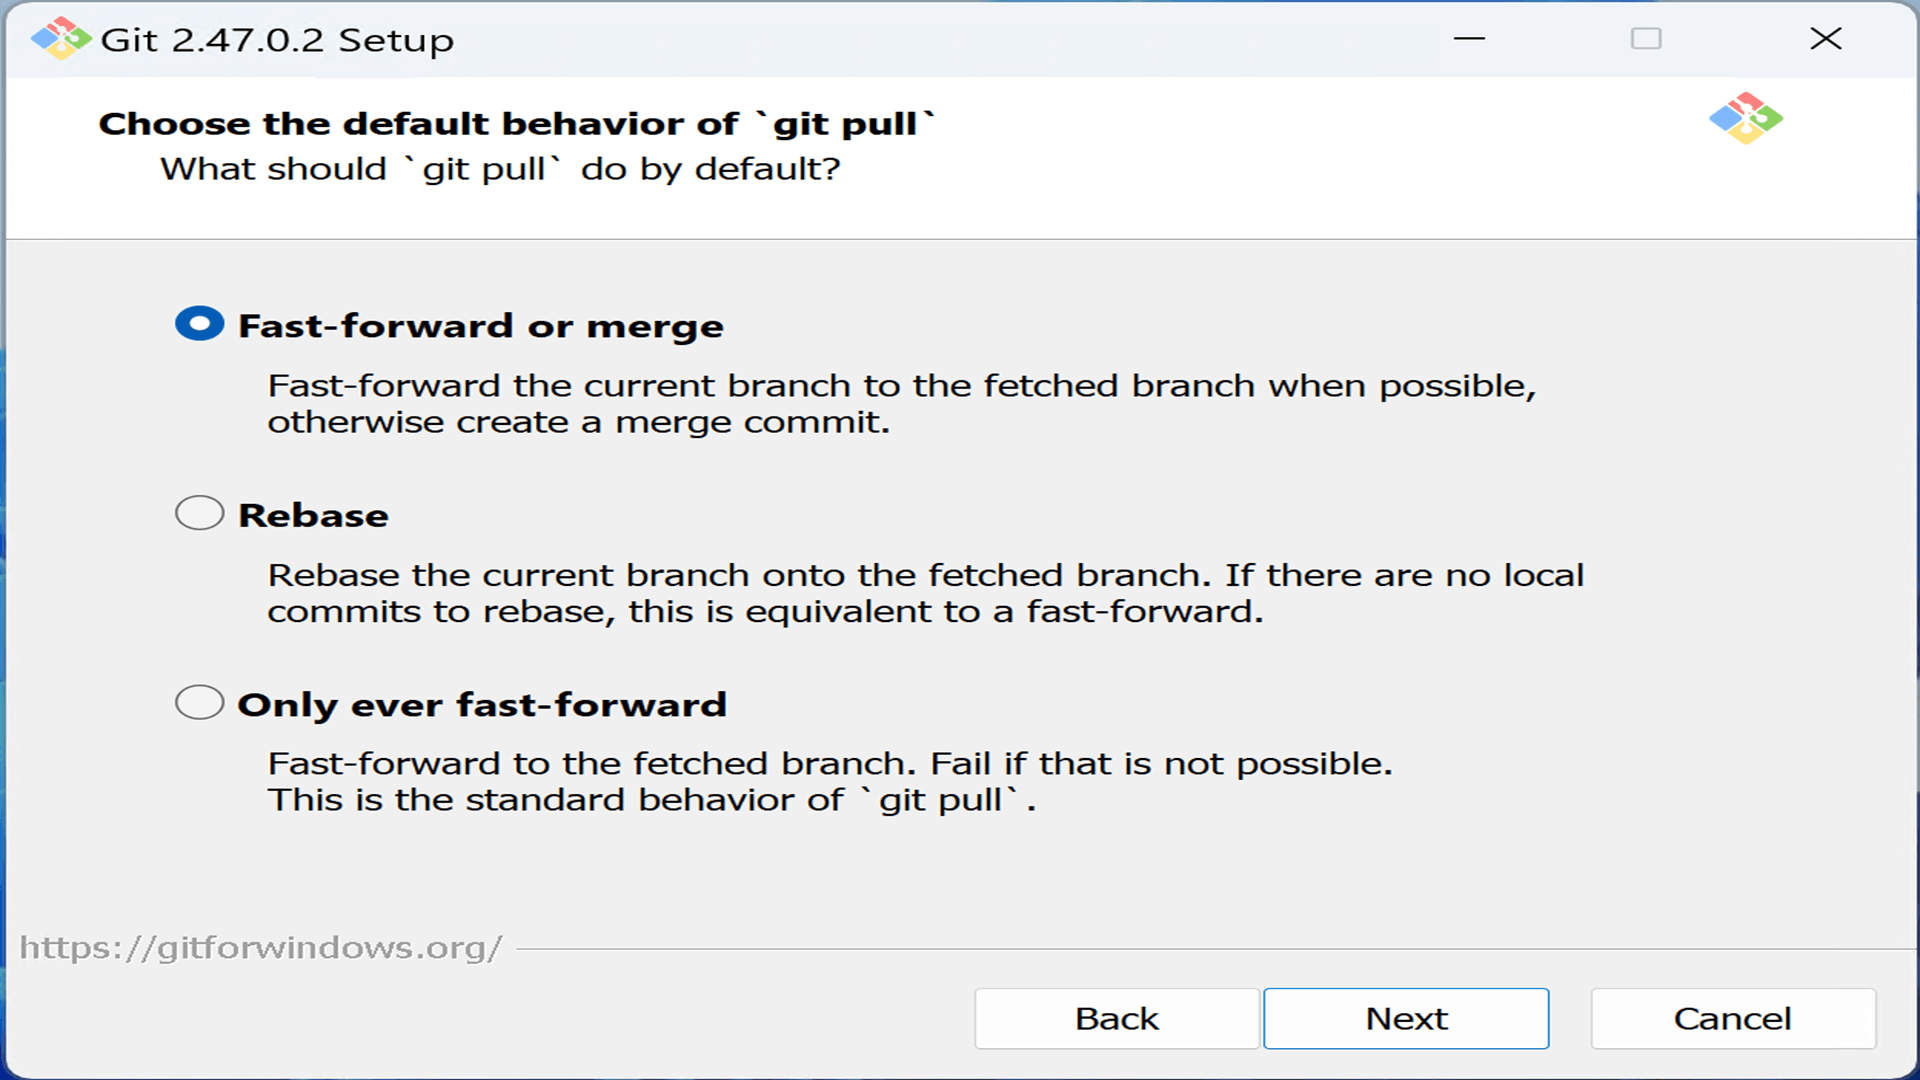 Git 2.47.0.2 Setup
Choose the default behavior of `git pull`
What should `git pull` do by default?
Fast-forward or merge
Fast-forward the current branch to the fetched branch when possible,
otherwise create a merge commit.
Rebase
Rebase the current branch onto the fetched branch. If there are no local
commits to rebase, this is equivalent to a fast-forward.
Only ever fast-forward
Fast-forward to the fetched branch. Fail if that is not possible.
This is the standard behavior of `git pull`.
https://gitforwindows.org/
Back Next Cancel